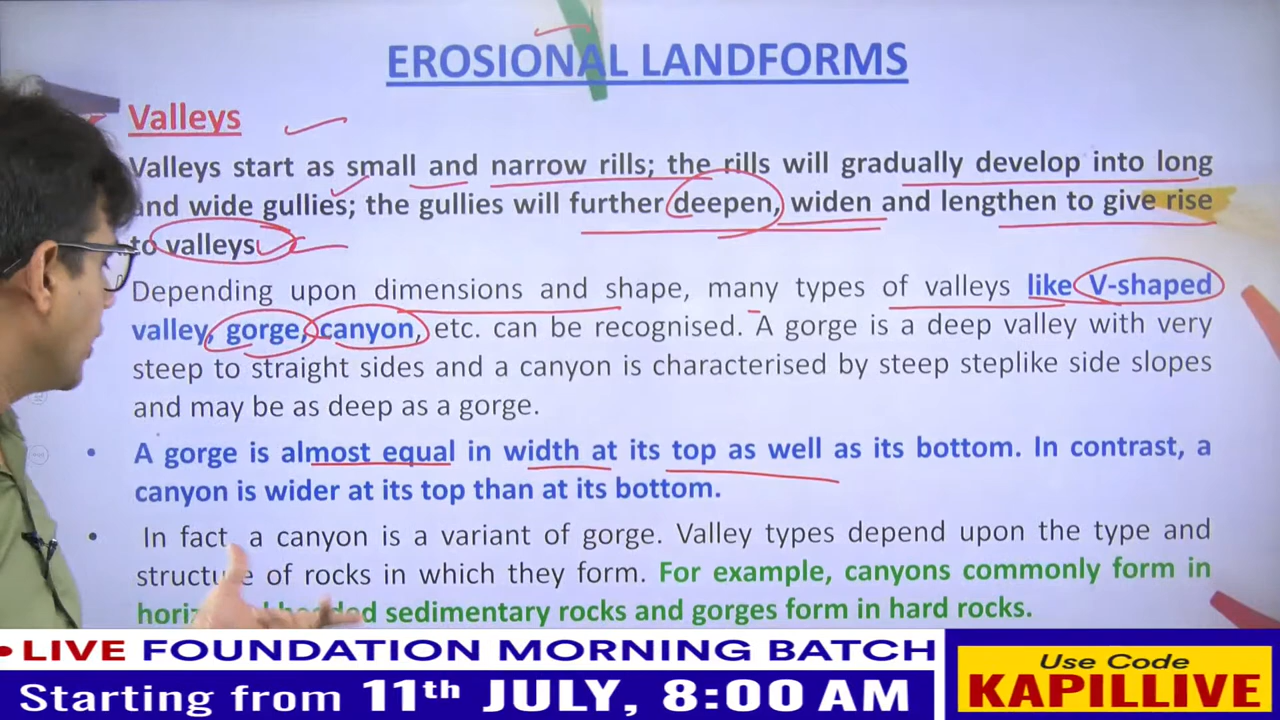 EROSIONAL LANDFORMS
Valleys
Valleys start as small and narrow rills; the rills will gradually develop into long
and wide gullies; the gullies will further deepen, widen and lengthen to give rise
to valleys
Depending upon dimensions and shape, many types of valleys like V-shaped
valley, gorge, canyon, etc. can be recognised. A gorge is a deep valley with very
steep to straight sides and a canyon is characterised by steep steplike side slopes
and may be as deep as a gorge.
• A gorge is almost equal in width at its top as well as its bottom. In contrast, a
canyon is wider at its top than at its bottom.
• In fact, a canyon is a variant of gorge. Valley types depend upon the type and
structure of rocks in which they form. For example, canyons commonly form in
sedimentary rocks and gorges form in hard rocks.
• LIVE FOUNDATION MORNING BATCH
Starting from 11th JULY, 8:00 AM
Use Code
KAPILLIVE